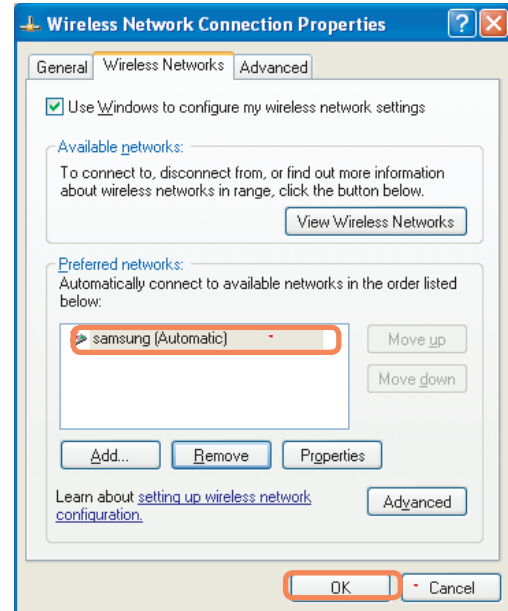 Wireless Network Connection Properties
General Wireless Networks Advanced
Use Windows to configure my wireless network settings
Available networks:
To connect to, disconnect from, or find out more information
about wireless networks in range, click the button below.
View Wireless Networks
Preferred networks:
Automatically connect to available networks in the order listed
below:
samsung (Automatic)
Move up
Move down
Add... Remove Properties
Learn about setting up wireless network
configuration.
Advanced
OK Cancel